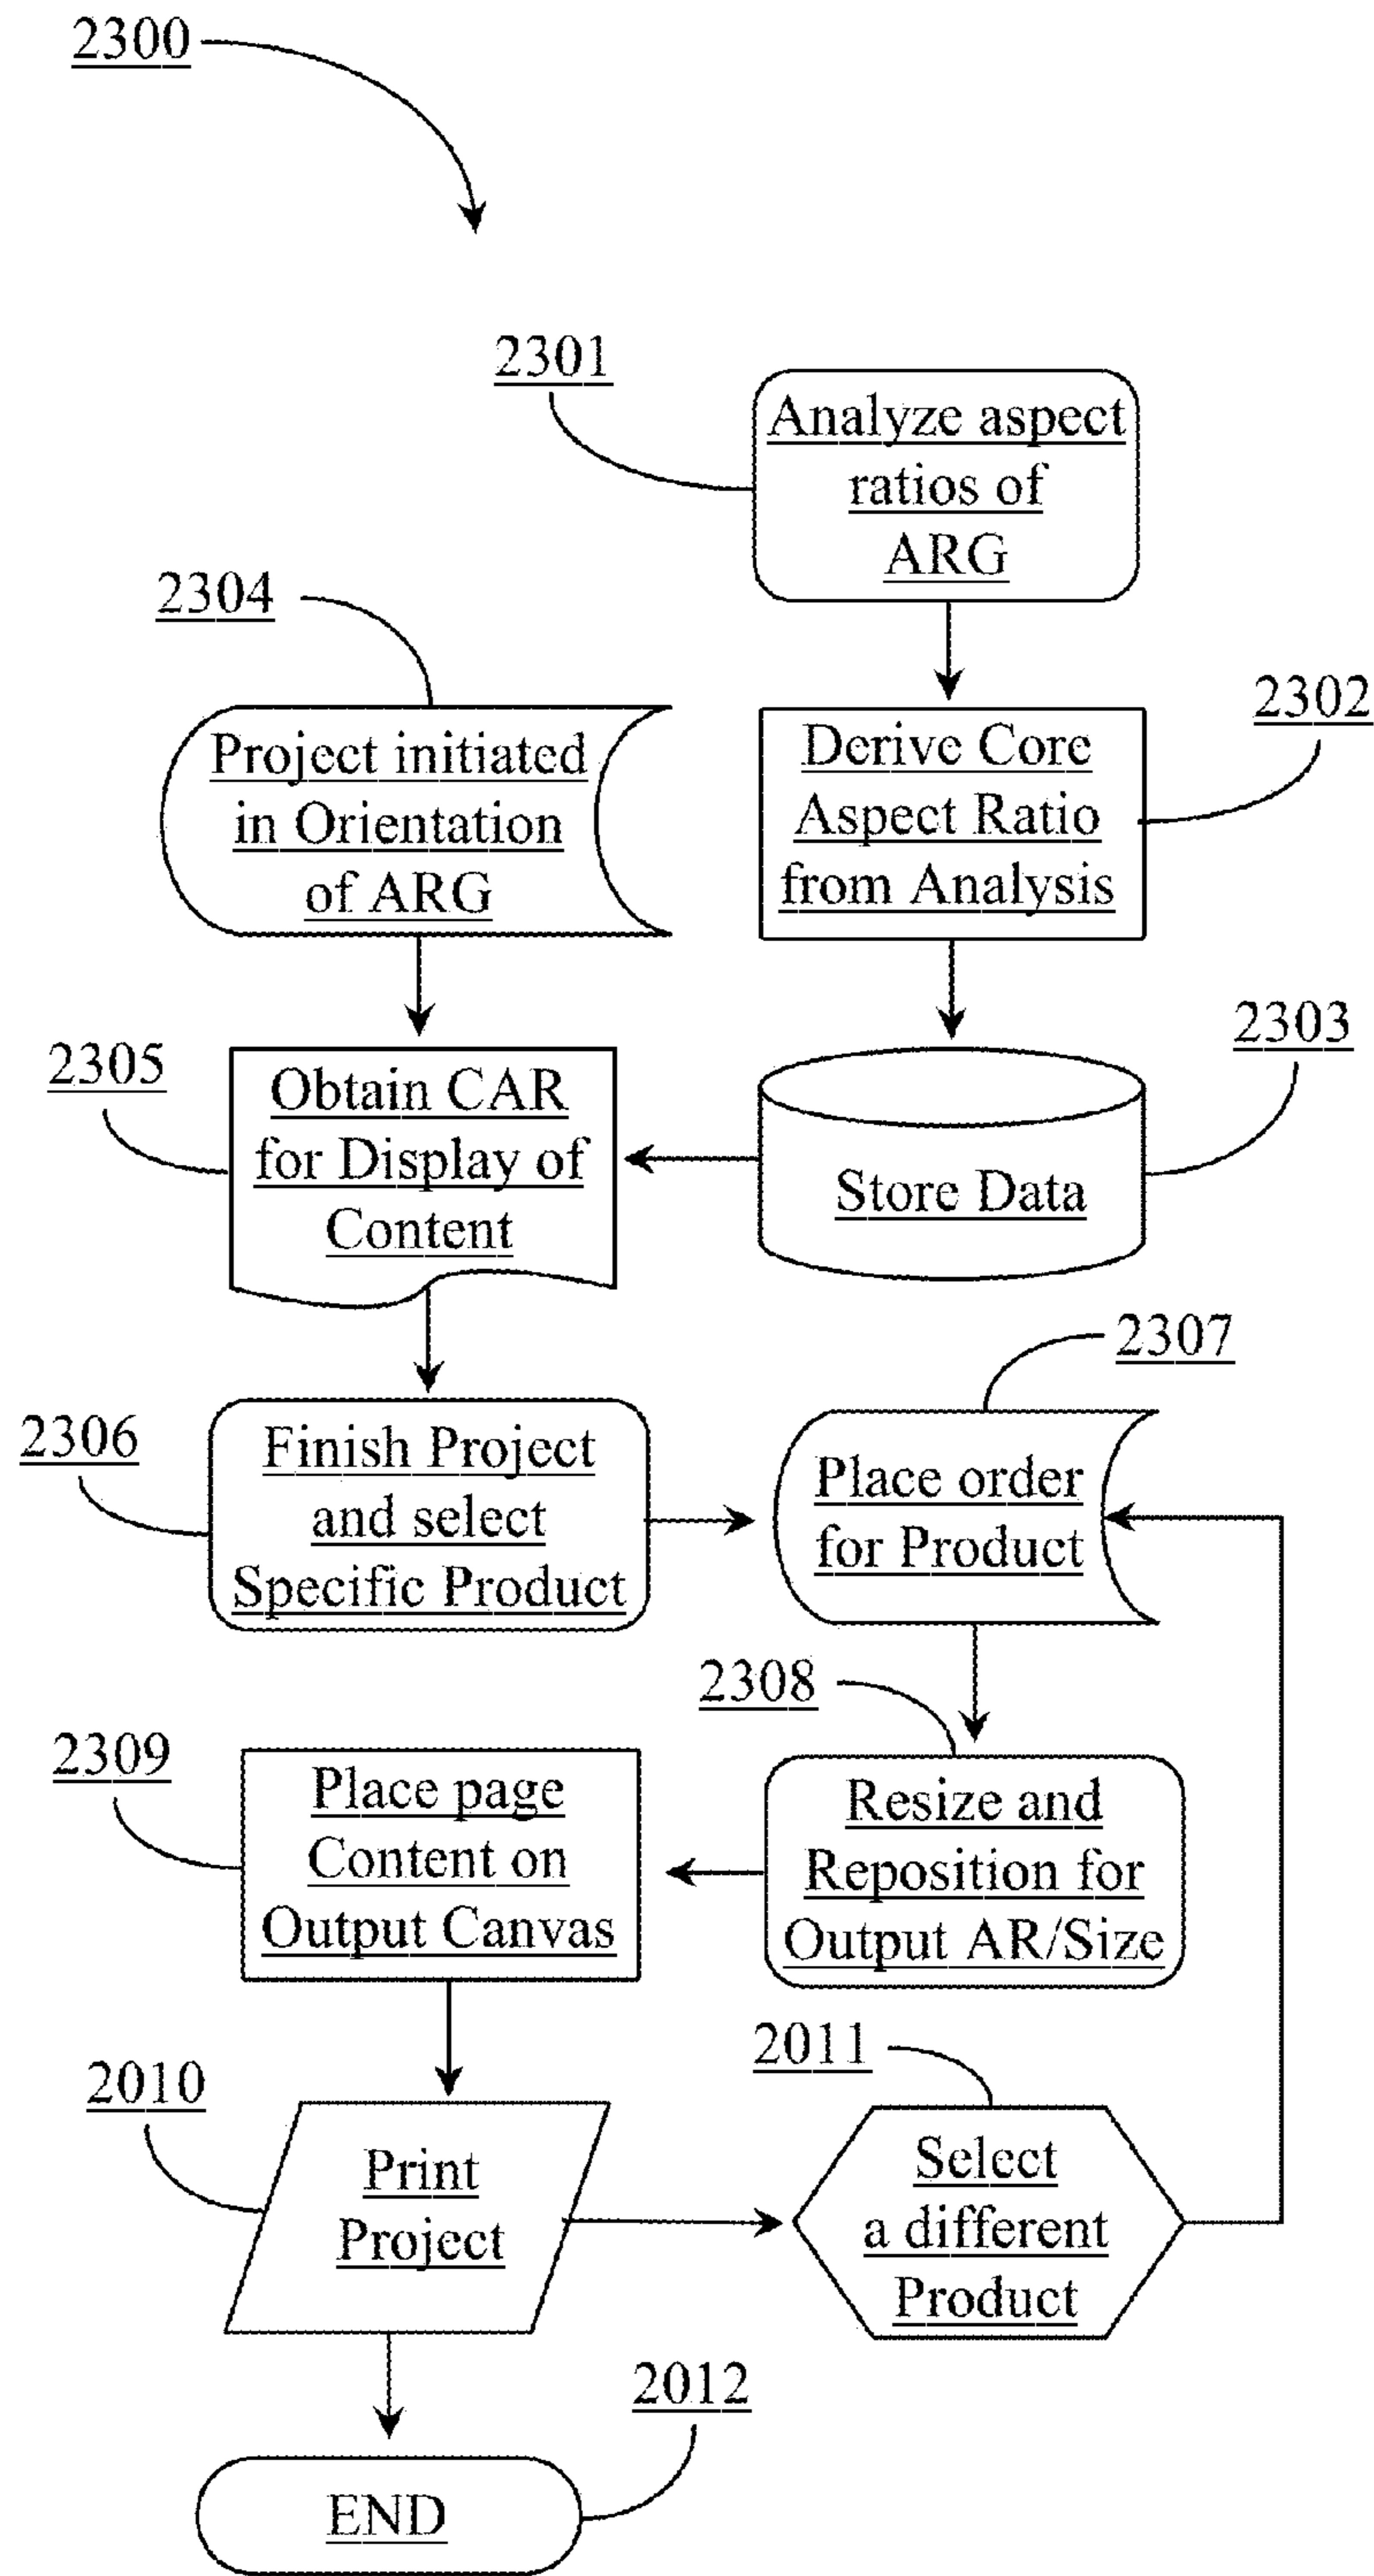 2300
2301
Analyze aspect
ratios of
ARG
2304
Project initiated
in Orientation
of ARG
2302
Derive Core
Aspect Ratio
from Analysis
2305
Obtain CAR
for Display of
Content
2303
Store Data
2306
Finish Project
and select
Specific Product
2307
Place order
for Product
2308
Resize and
Reposition for
Output AR/Size
2309
Place page
Content on
Output Canvas
2010
Print
Project
2011
Select
a different
Product
2012
END